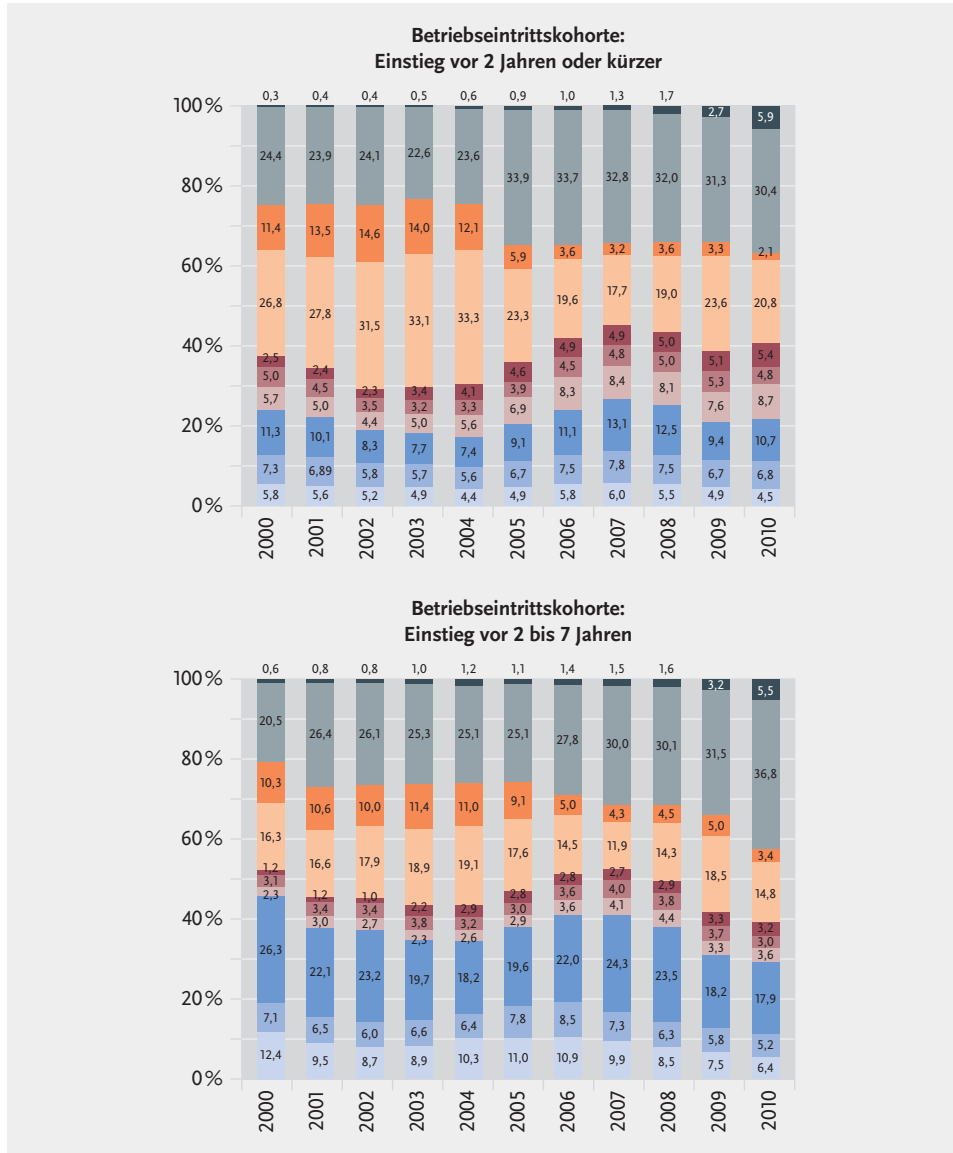 Betriebseintrittskohorte:
Einstieg vor 2 Jahren oder kürzer
0,3 0,4 0,4 0,5 0,6 0,9 1,0 1,3 1,7
100 %
80 %
60 %
40 %
20 %
0 %
2,7 5,9
24,4 23,9 24,1 22,6 23,6 33,9 33,7 32,8 32,0 31,3 30,4
11,4 13,5 14,6 14,0 12,1 5,9 3,6 3,2 3,6 3,3 2,1
26,8 27,8 31,5 33,1 33,3 23,3 19,6 17,7 19,0 23,6 20,8
2,5 2,4 2,3 3,4 4,1 4,6 4,9 4,9 5,0 5,1 5,4
5,0 4,5 3,5 3,2 3,3 3,9 4,5 4,8 5,0 5,3 4,8
5,7 5,0 4,4 5,0 5,6 6,9 8,3 8,4 8,1 7,6 8,7
11,3 10,1 8,3 7,7 7,4 9,1 11,1 13,1 12,5 9,4 10,7
7,3 6,89 5,8 5,7 5,6 6,7 7,5 7,8 7,5 6,7 6,8
5,8 5,6 5,2 4,9 4,4 4,9 5,8 6,0 5,5 4,9 4,5
2000 2001 2002 2003 2004 2005 2006 2007 2008 2009 2010
Betriebseintrittskohorte:
Einstieg vor 2 bis 7 Jahren
0,6 0,8 0,8 1,0 1,2 1,1 1,4 1,5 1,6
100 %
80 %
60 %
40 %
20 %
0 %
3,2 5,5
20,5 26,4 26,1 25,3 25,1 25,1 27,8 30,0 30,1 31,5 36,8
10,3 10,6 10,0 11,4 11,0 9,1 5,0 4,3 4,5 5,0 3,4
16,3 16,6 17,9 18,9 19,1 17,6 14,5 11,9 14,3 18,5 14,8
1,2 1,2 1,0 2,2 2,9 2,8 2,8 2,7 2,9 3,3 3,2
3,1 3,4 3,4 3,8 3,2 3,0 3,6 4,0 3,8 3,7 3,0
2,3 3,0 2,7 2,3 2,6 2,9 3,6 4,1 4,4 3,3 3,6
26,3 22,1 23,2 19,7 18,2 19,6 22,0 24,3 23,5 18,2 17,9
7,1 6,5 6,0 6,6 6,4 7,8 8,5 7,3 6,3 5,8 5,2
12,4 9,5 8,7 8,9 10,3 11,0 10,9 9,9 8,5 7,5 6,4
2000 2001 2002 2003 2004 2005 2006 2007 2008 2009 2010